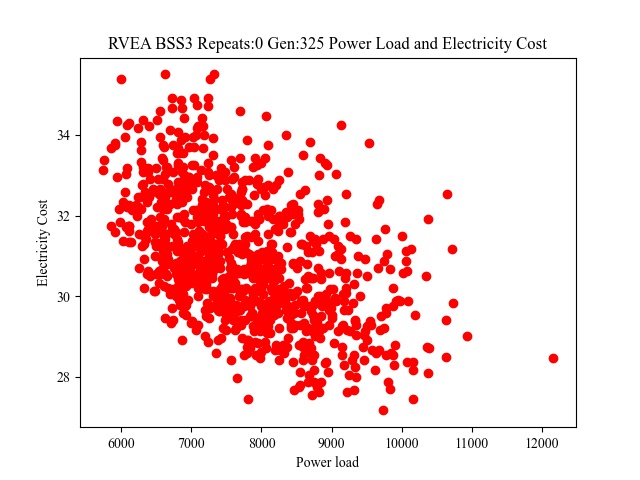 RVEA BSS3 Repeats:0 Gen:325 Power Load and Electricity Cost
34
32
30
28
Electricity Cost
6000 7000 8000 9000 10000 11000 12000
Power load